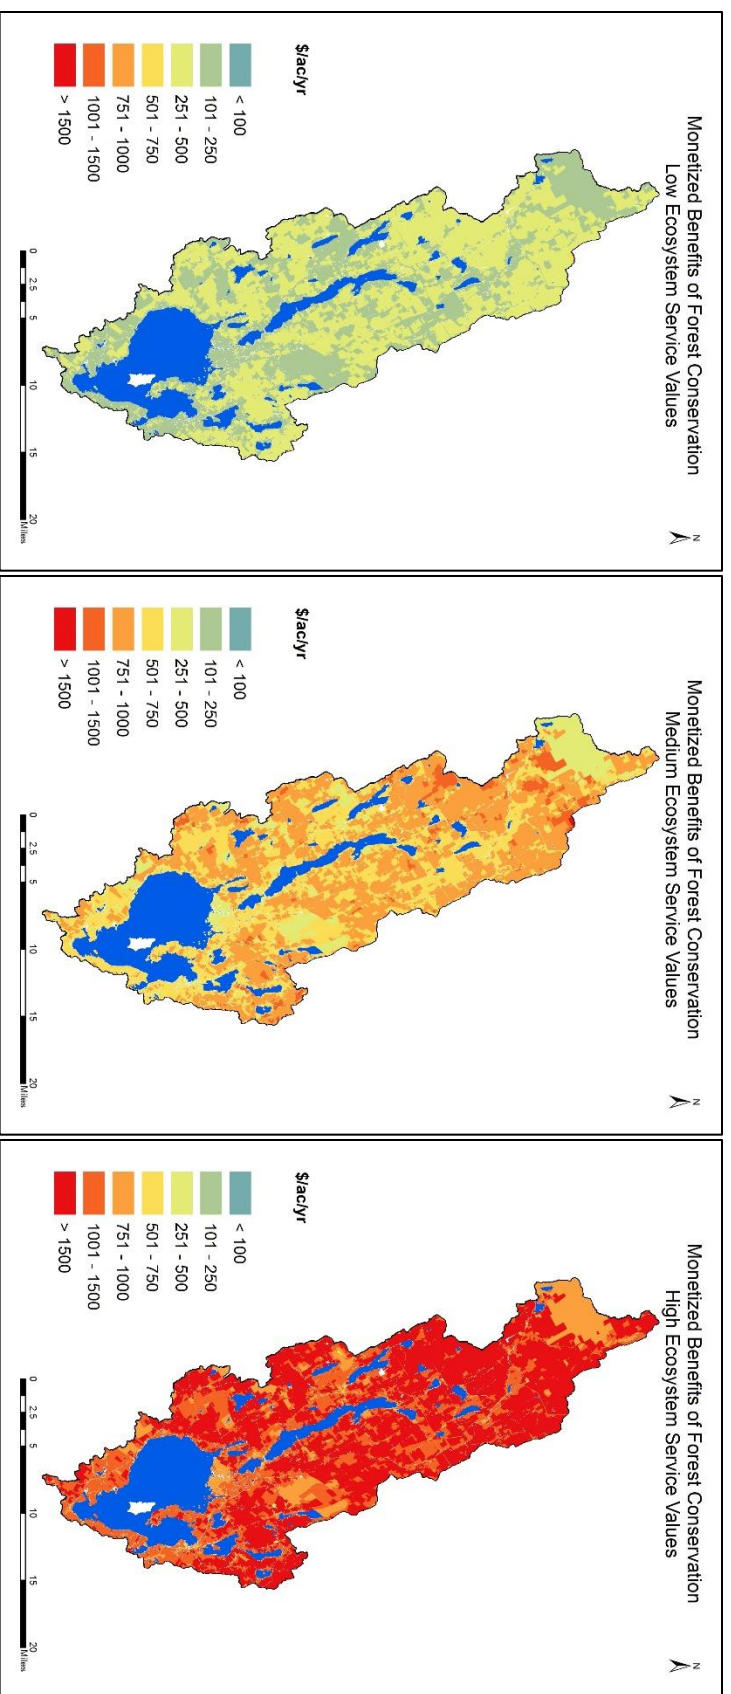 Monetized Benefits of Forest Conservation
Low Ecosystem Service Values
N
$/ac/yr
< 100
101 - 250
251 - 500
501 - 750
751 - 1000
1001 - 1500
> 1500
0 2.5 5 10 15 20
Miles
Monetized Benefits of Forest Conservation
Medium Ecosystem Service Values
N
$/ac/yr
< 100
101 - 250
251 - 500
501 - 750
751 - 1000
1001 - 1500
> 1500
0 2.5 5 10 15 20
Miles
Monetized Benefits of Forest Conservation
High Ecosystem Service Values
N
$/ac/yr
< 100
101 - 250
251 - 500
501 - 750
751 - 1000
1001 - 1500
> 1500
0 2.5 5 10 15 20
Miles